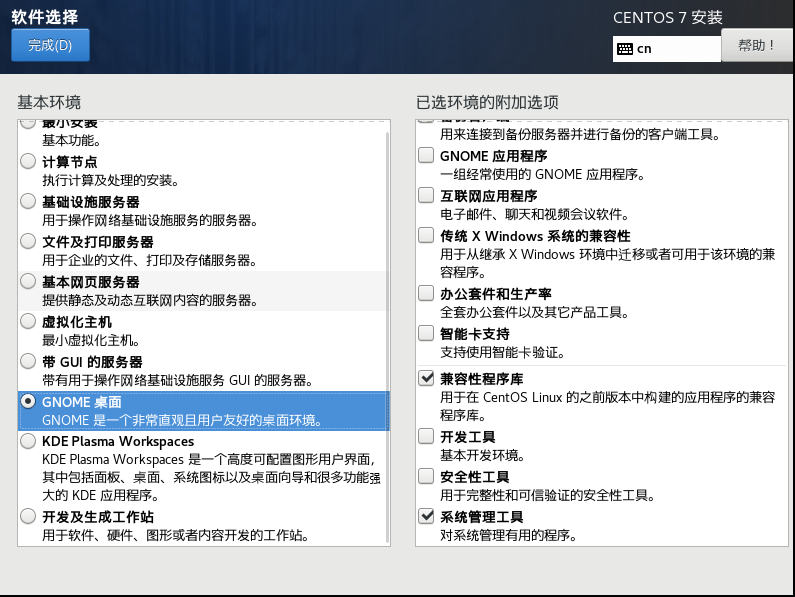 软件选择
CENTOS 7 安装
完成(D)
cn
帮助！
基本环境
最小安装
基本功能。
计算节点
执行计算及处理的安装。
基础设施服务器
用于操作网络基础设施服务的服务器。
文件及打印服务器
用于企业的文件、打印及存储服务器。
基本网页服务器
提供静态及动态互联网内容的服务器。
虚拟化主机
最小虚拟化主机。
带 GUI 的服务器
带有用于操作网络基础设施服务 GUI 的服务器。
GNOME 桌面
GNOME 是一个非常直观且用户友好的桌面环境。
KDE Plasma Workspaces
KDE Plasma Workspaces 是一个高度可配置图形用户界面，
其中包括面板、桌面、系统图标以及桌面向导和很多功能强
大的 KDE 应用程序。
开发及生成工作站
用于软件、硬件、图形或者内容开发的工作站。
已选环境的附加选项
备份客户端
用来连接到备份服务器并进行备份的客户端工具。
GNOME 应用程序
一组经常使用的 GNOME 应用程序。
互联网应用程序
电子邮件、聊天和视频会议软件。
传统 X Windows 系统的兼容性
用于从继承 X Windows 环境中迁移或者可用于该环境的兼
容程序。
办公套件和生产率
全套办公套件以及其它产品工具。
智能卡支持
支持使用智能卡验证。
兼容性程序库
用于在 CentOS Linux 的之前版本中构建的应用程序的兼容
程序库。
开发工具
基本开发环境。
安全性工具
用于完整性和可信验证的安全性工具。
系统管理工具
对系统管理有用的程序。